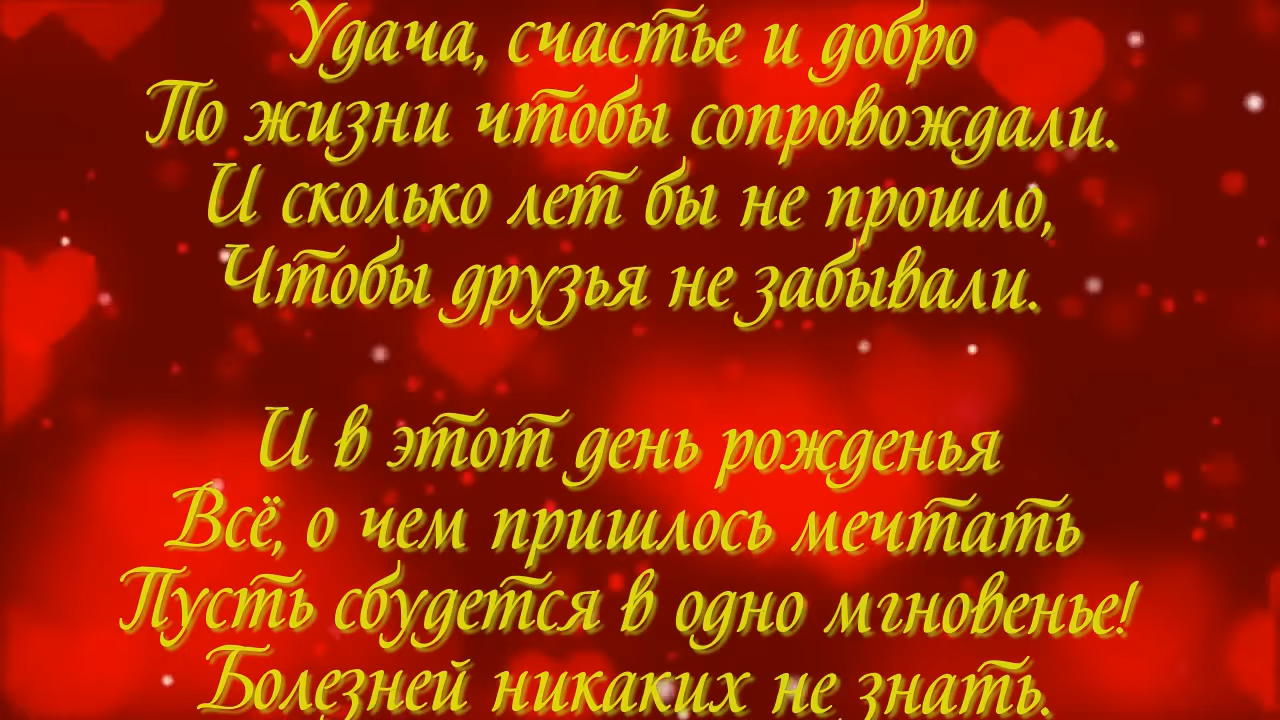 Удача, счастье и добро
По жизни чтобы сопровождали.
И сколько лет бы не прошло,
Чтобы друзья не забывали.
И в этот день рожденья
Всё, о чем пришлось мечтать
Пусть сбудется в одно мгновенье!
Болезней никаких не знать.